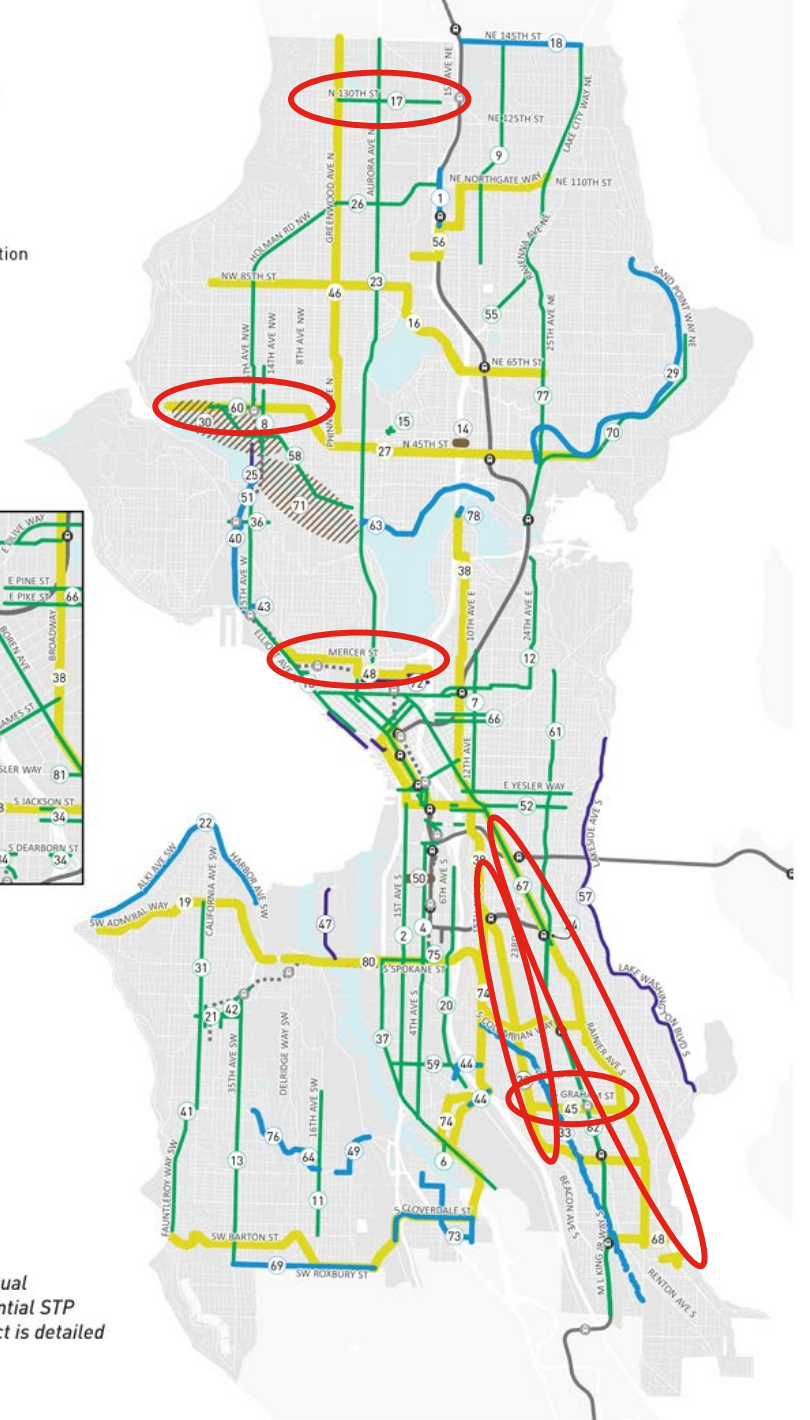 NE 145TH ST
18
1ST AVE NE
N 130TH ST
17
NE 125TH ST
LAKE CITY WAY NE
AURORA AVE N
9
GREENWOOD AVE N
NE NORTHGATE WAY
NE 110TH ST
1
26
HOLMAN RD NW
56
RAVENNA AVE NE
tion
SAND POINT WAY NE
NW 85TH ST
23
46
14TH AVE NW
8TH AVE NW
16
55
25TH AVE NE
NE 65TH ST
29
77
60
30
8
15
14
70
N 45TH ST
27
58
25
51
71
36
40
63
78
E OLIVE WAY
38
15TH AVE W
10TH AVE E
24TH AVE E
E PINE ST
E PIKE ST
66
43
BROADWAY
BOREN AVE
ELLIOTT AVE
MERCER ST
12
48
72
38
7
66
61
JAMES ST
12TH AVE
81
E YESLER WAY
S JACKSON ST
52
34
LAKESIDE AVE S
S DEARBORN ST
34
22
ALKI AVE SW
HARBOR AVE SW
CALIFORNIA AVE SW
19
SW ADMIRAL WAY
67
50
1ST AVE S
6TH AVE S
57
47
2
4
31
80
75
S SPOKANE ST
LAKE WASHINGTON BLVD S
4TH AVE S
74
42
21
20
S COLUMBIAN WAY
RAINIER AVE S
37
DELRIDGE WAY SW
35TH AVE SW
59
44
GRAHAM ST
45
44
41
16TH AVE SW
74
33
62
76
49
64
6
13
FAUNTLEROY WAY SW
BEACON AVE S
11
S CLOVERDALE ST
M L KING JR WAY S
SW BARTON ST
73
68
69
SW ROXBURY ST
RENTON AVE S
ual
ntial STP
ct is detailed